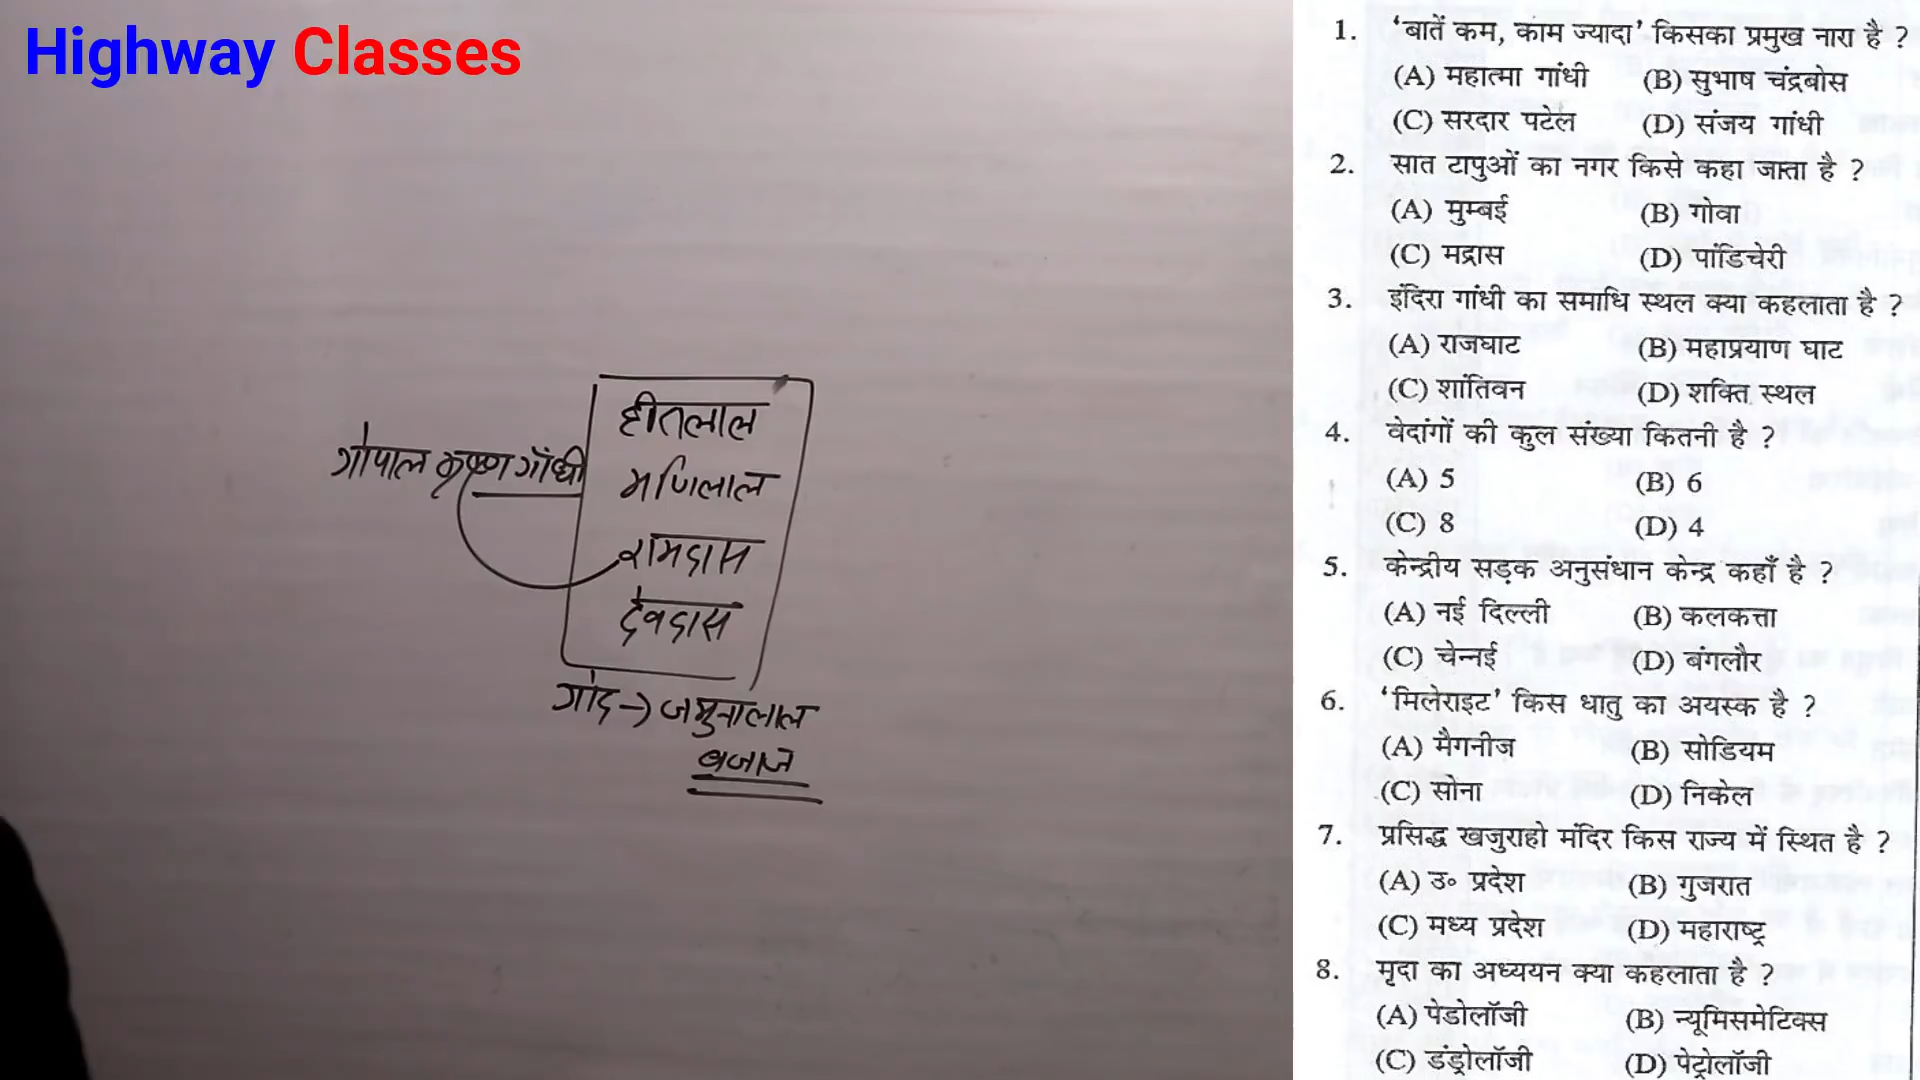 Highway Classes
हीतलाल
गोपाल कृष्ण गाँधी
मणिलाल
रामदास
देवदास
गोद → जमुनालाल
बजाज
1. 'बातें कम, काम ज्यादा' किसका प्रमुख नारा है ?
(A) महात्मा गांधी (B) सुभाष चंद्रबोस
(C) सरदार पटेल (D) संजय गांधी
2. सात टापुओं का नगर किसे कहा जाता है ?
(A) मुम्बई (B) गोवा
(C) मद्रास (D) पांडिचेरी
3. इंदिरा गांधी का समाधि स्थल क्या कहलाता है ?
(A) राजघाट (B) महाप्रयाण घाट
(C) शांतिवन (D) शक्ति स्थल
4. वेदांगों की कुल संख्या कितनी है ?
(A) 5 (B) 6
(C) 8 (D) 4
5. केन्द्रीय सड़क अनुसंधान केन्द्र कहाँ है ?
(A) नई दिल्ली (B) कलकत्ता
(C) चेन्नई (D) बंगलौर
6. 'मिलेराइट' किस धातु का अयस्क है ?
(A) मैगनीज़ (B) सोडियम
(C) सोना (D) निकेल
7. प्रसिद्ध खजुराहो मंदिर किस राज्य में स्थित है ?
(A) उ॰ प्रदेश (B) गुजरात
(C) मध्य प्रदेश (D) महाराष्ट्र
8. मृदा का अध्ययन क्या कहलाता है ?
(A) पेडोलॉजी (B) न्यूमिसमेटिक्स
(C) डंड्रोलॉजी (D) पेट्रोलॉजी